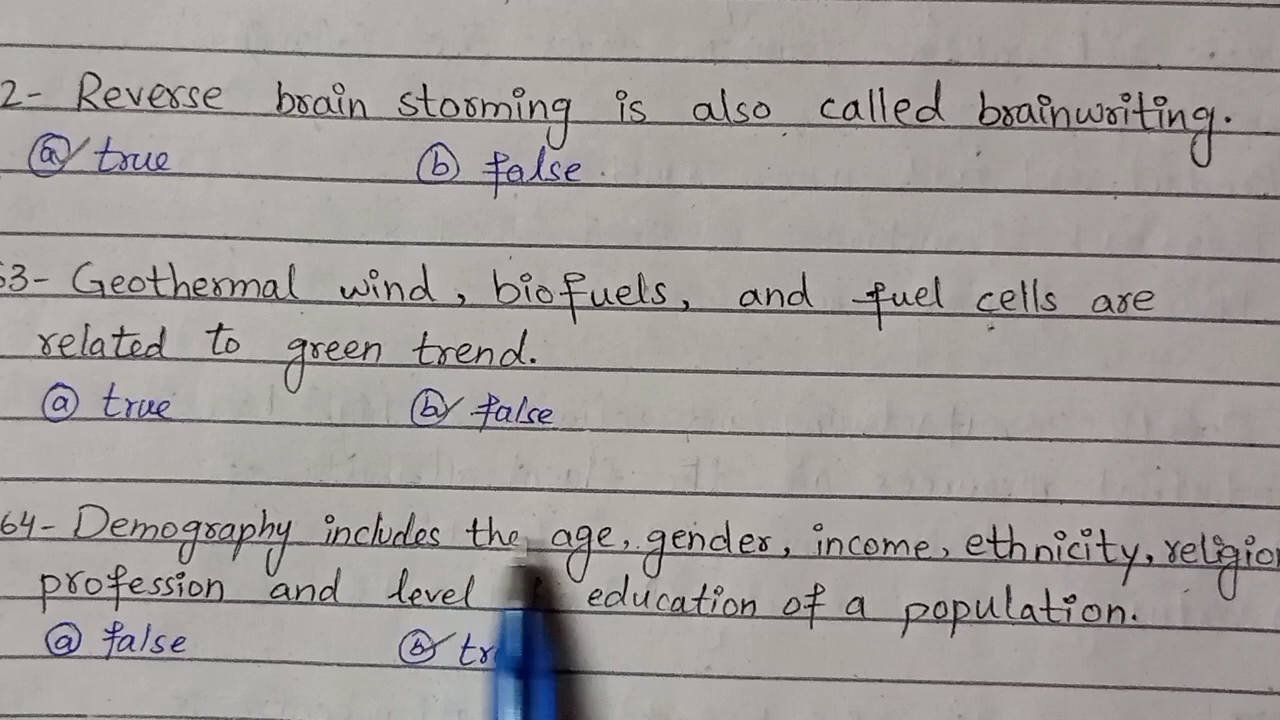 2- Reverse brain storming is also called brainwriting.
ⓐ✓ true ⓑ false
63- Geothermal wind, biofuels, and fuel cells are
related to green trend.
ⓐ true ⓑ✓ false
64- Demography includes the age, gender, income, ethnicity, religio
profession and level education of a population.
ⓐ false ⓑ✓